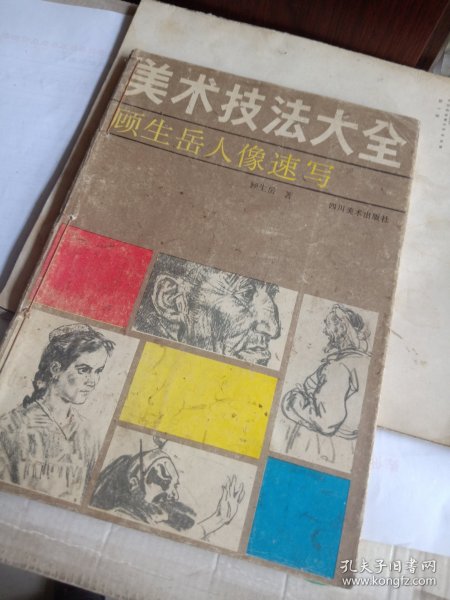 美术技法大全
顾生岳人像速写
顾生岳 著
四川美术出版社
孔夫子旧书网
www.kongfz.com